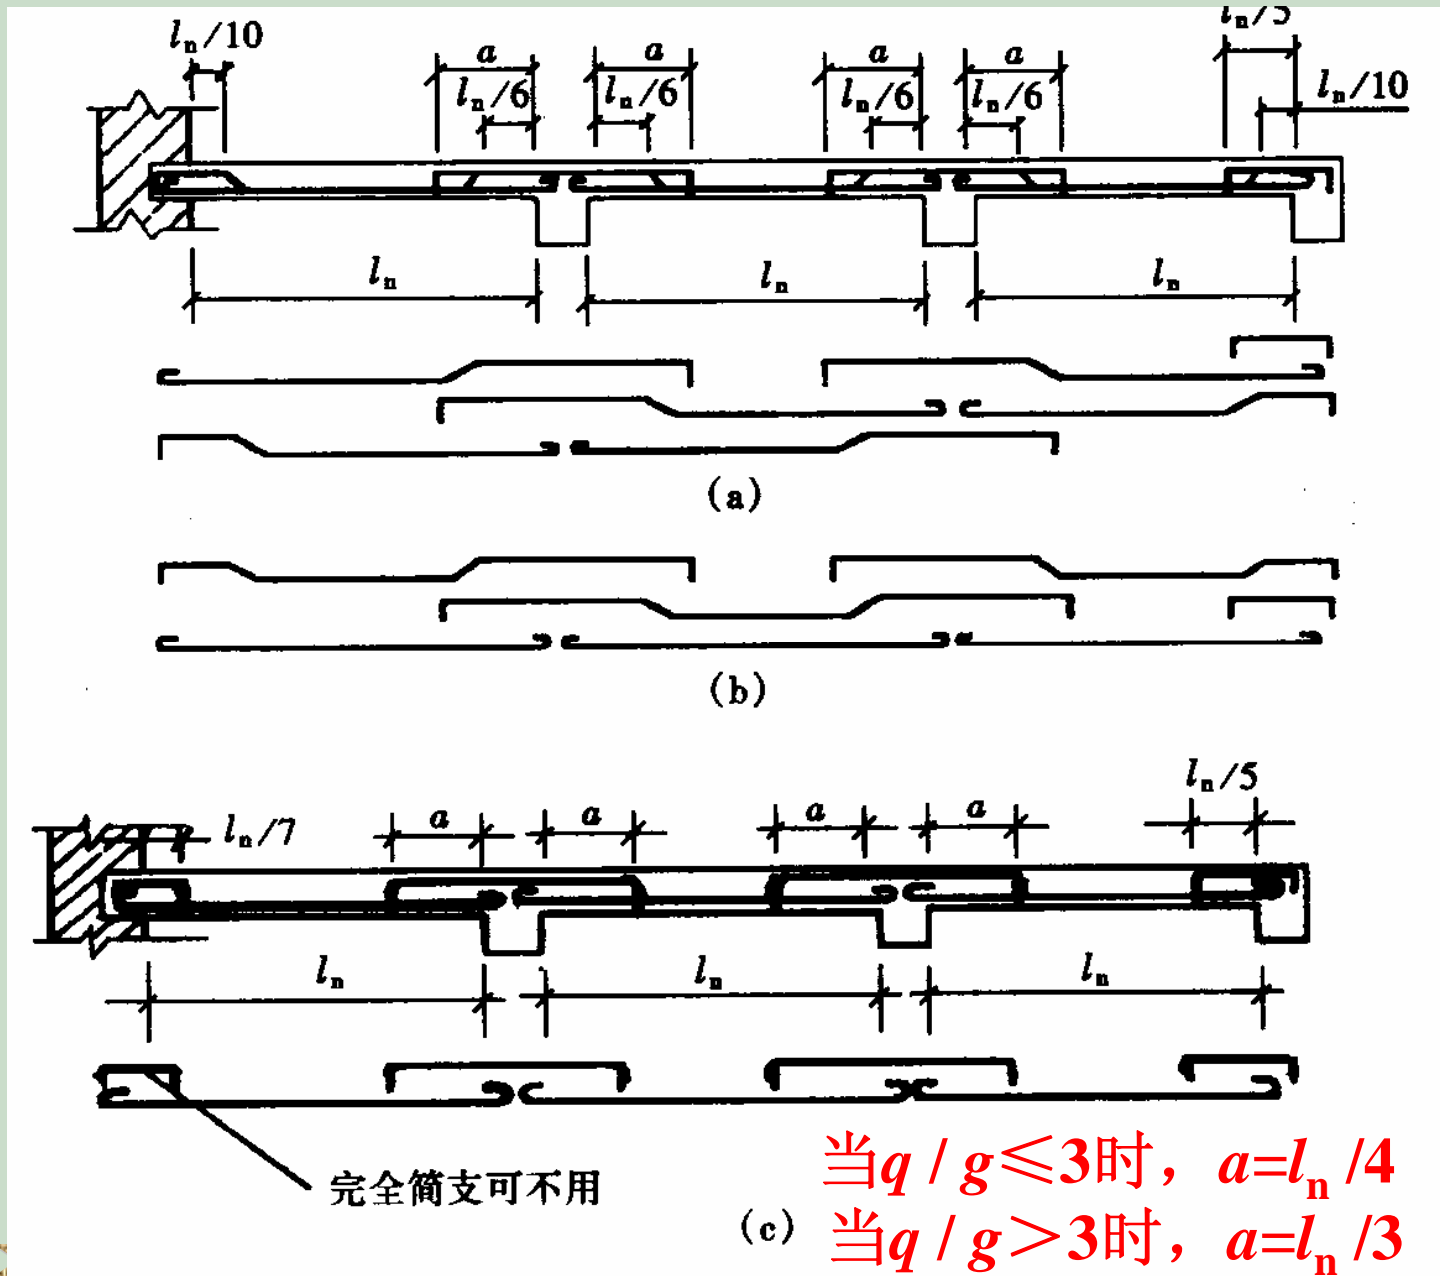 lₙ/10 a a a a lₙ/5
lₙ/6 lₙ/6 lₙ/6 lₙ/6 lₙ/10
lₙ lₙ lₙ
(a)
(b)
lₙ/7 a a a a lₙ/5
lₙ lₙ lₙ
完全简支可不用
(c)
当q / g≤3时，a=lₙ /4
当q / g＞3时，a=lₙ /3